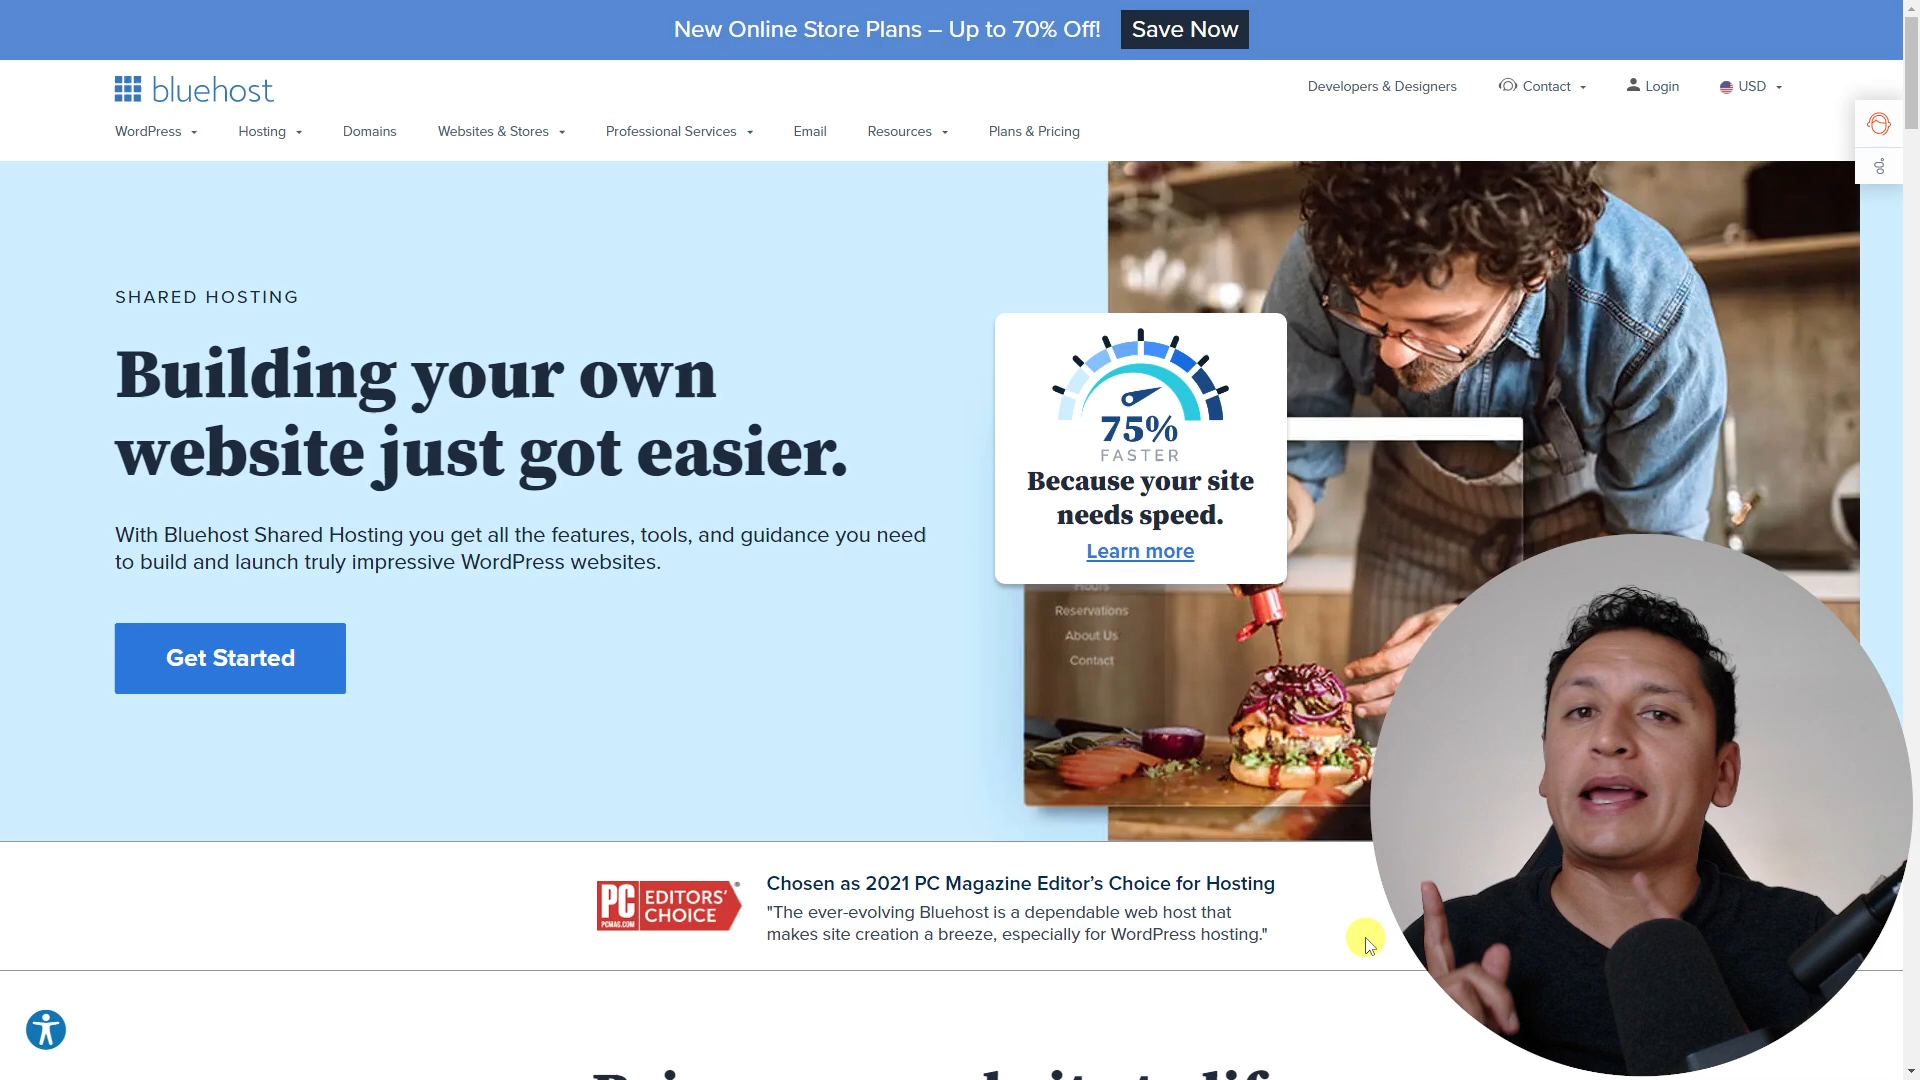 New Online Store Plans – Up to 70% Off! Save Now
bluehost
Developers & Designers Contact Login USD
WordPress Hosting Domains Websites & Stores Professional Services Email Resources Plans & Pricing
SHARED HOSTING
Building your own
website just got easier.
With Bluehost Shared Hosting you get all the features, tools, and guidance you need
to build and launch truly impressive WordPress websites.
Get Started
75%
FASTER
Because your site
needs speed.
Learn more
Hours
Reservations
About Us
Contact
PC
PCMAG.COM
EDITORS'
CHOICE
Chosen as 2021 PC Magazine Editor's Choice for Hosting
"The ever-evolving Bluehost is a dependable web host that
makes site creation a breeze, especially for WordPress hosting."